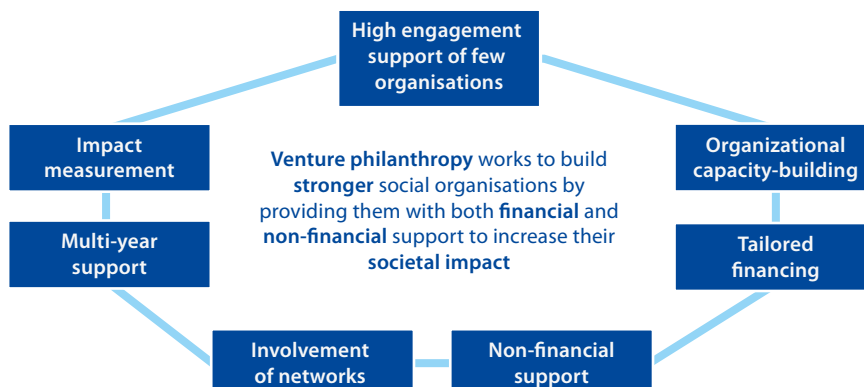 High engagement
support of few
organisations
Impact
measurement
Organizational
capacity-building
Venture philanthropy works to build
stronger social organisations by
providing them with both financial and
non-financial support to increase their
societal impact
Multi-year
support
Tailored
financing
Involvement
of networks
Non-financial
support